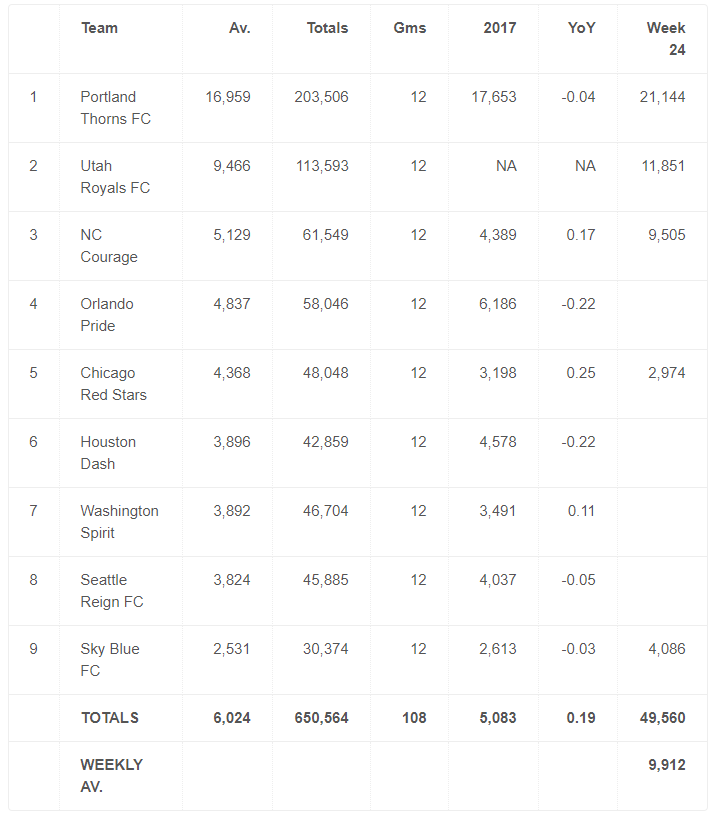 Team Av. Totals Gms 2017 YoY Week
24
1 Portland 16,959 203,506 12 17,653 -0.04 21,144
Thorns FC
2 Utah 9,466 113,593 12 NA NA 11,851
Royals FC
3 NC 5,129 61,549 12 4,389 0.17 9,505
Courage
4 Orlando 4,837 58,046 12 6,186 -0.22
Pride
5 Chicago 4,368 48,048 12 3,198 0.25 2,974
Red Stars
6 Houston 3,896 42,859 12 4,578 -0.22
Dash
7 Washington 3,892 46,704 12 3,491 0.11
Spirit
8 Seattle 3,824 45,885 12 4,037 -0.05
Reign FC
9 Sky Blue 2,531 30,374 12 2,613 -0.03 4,086
FC
TOTALS 6,024 650,564 108 5,083 0.19 49,560
WEEKLY 9,912
AV.